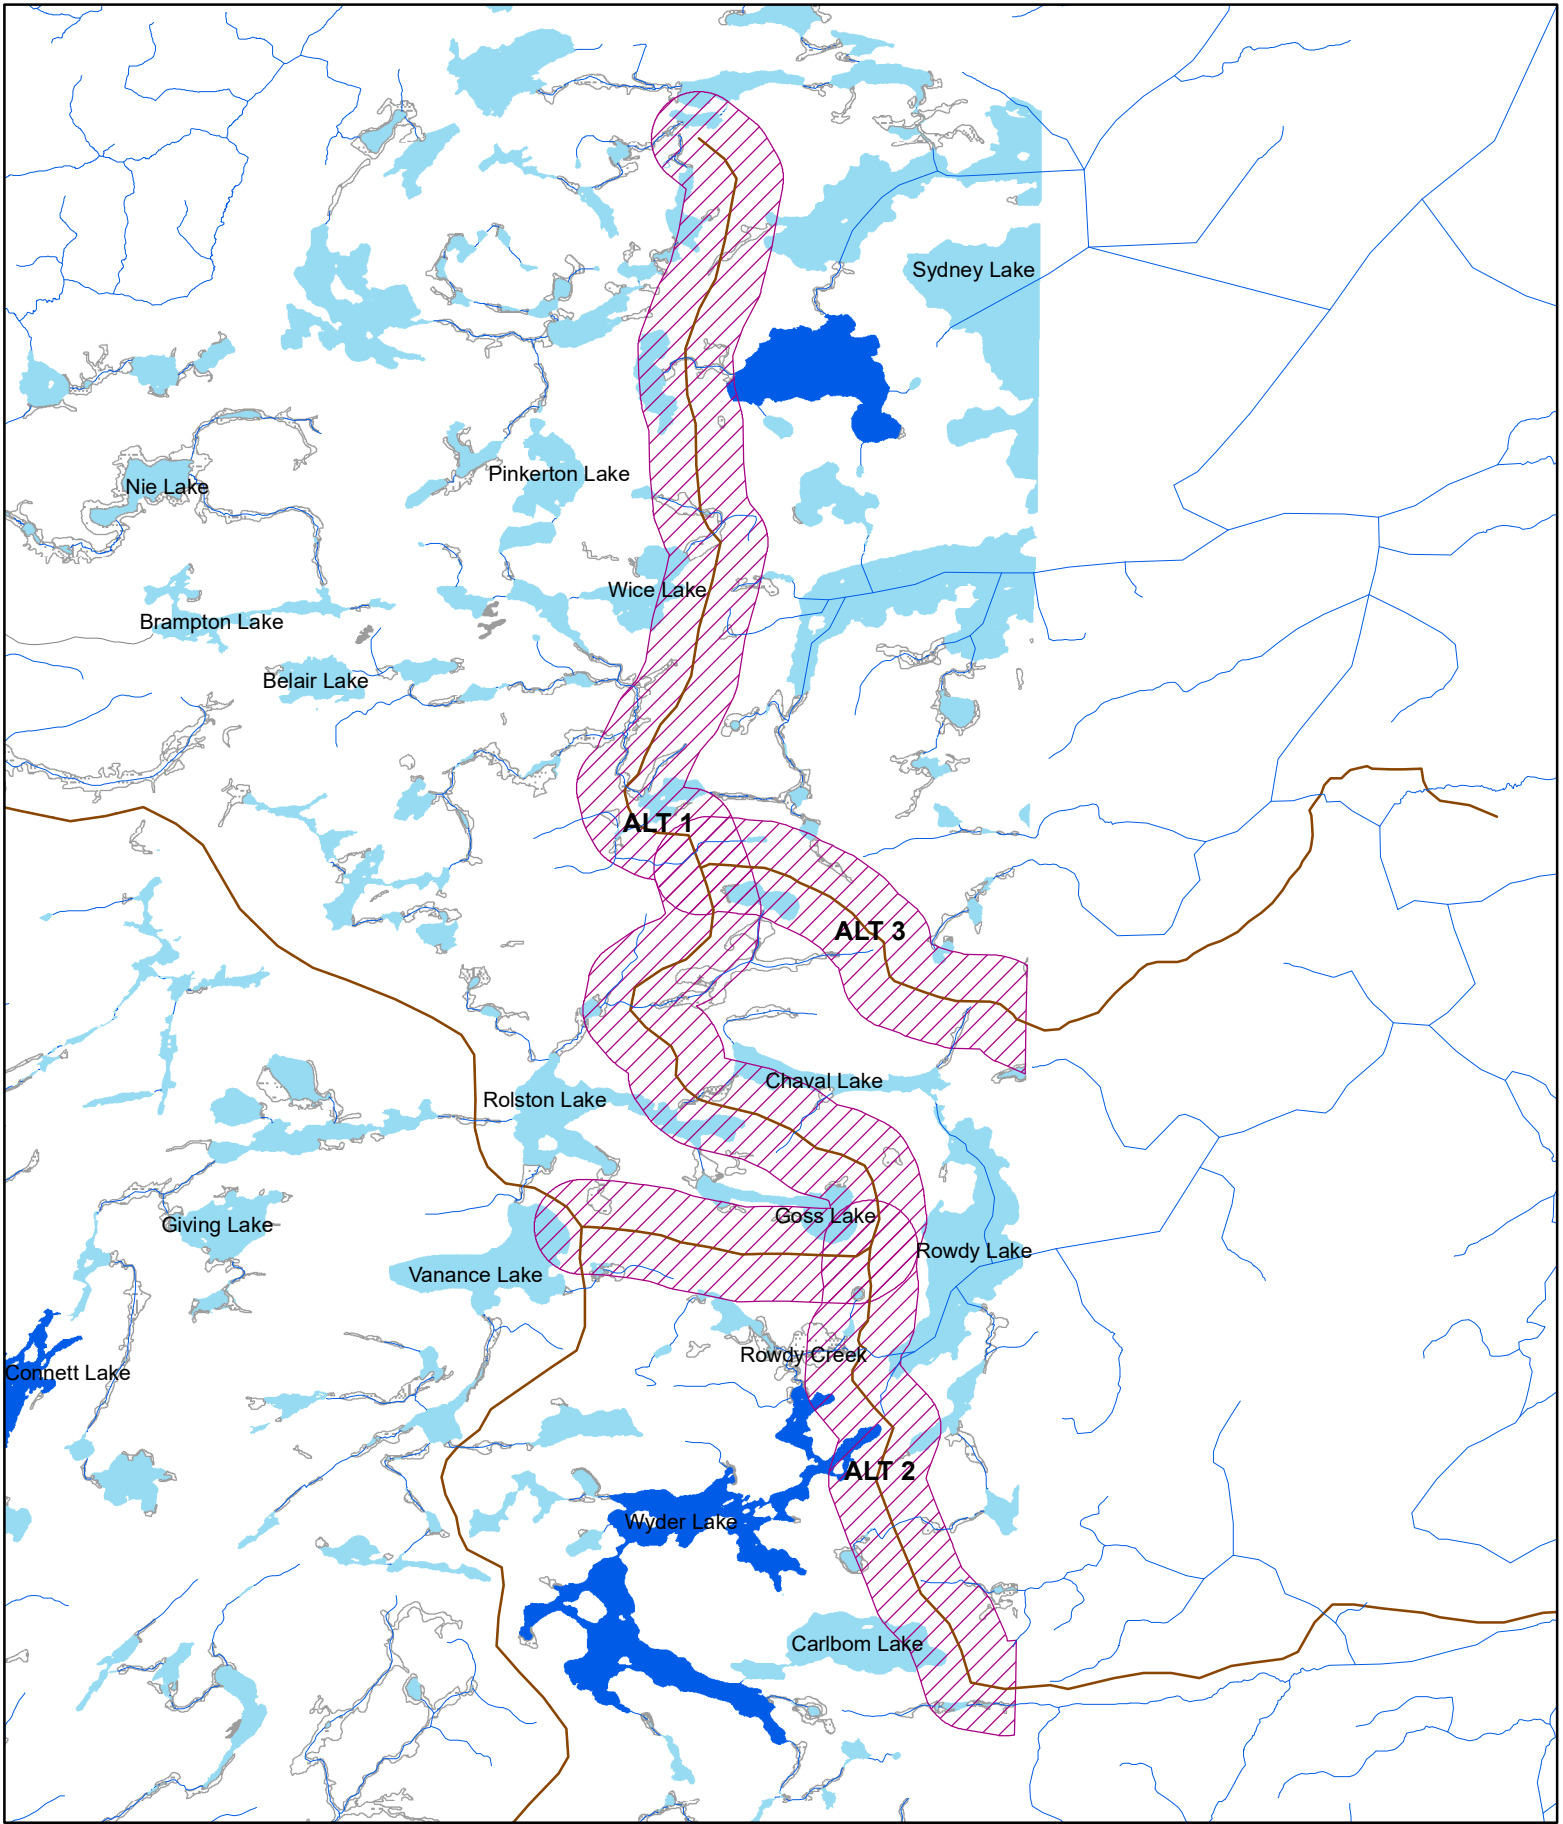 Sydney Lake
Pinkerton Lake
Nie Lake
Wice Lake
Brampton Lake
Belair Lake
ALT 1
ALT 3
Chaval Lake
Rolston Lake
Goss Lake
Giving Lake
Rowdy Lake
Vanance Lake
Rowdy Creek
Connett Lake
ALT 2
Wyder Lake
Carlbom Lake